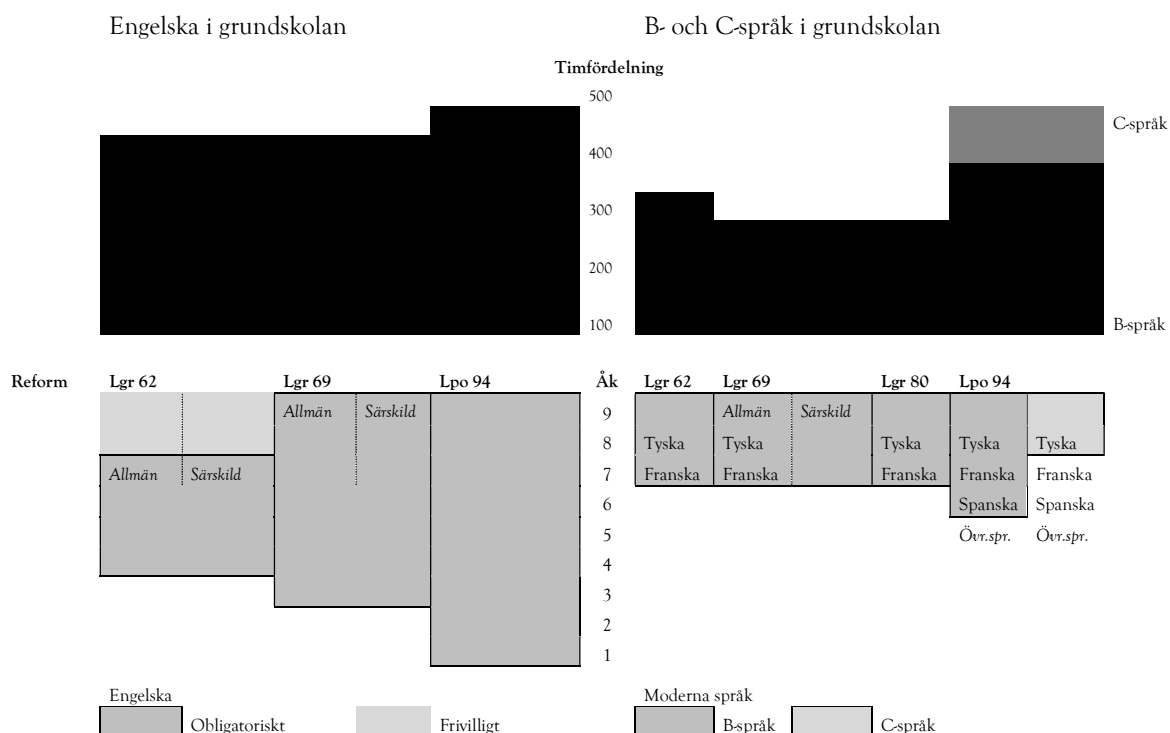 Engelska i grundskolan B- och C-språk i grundskolan
Timfördelning
500
C-språk
400
300
200
100 B-språk
Reform Lgr 62 Lgr 69 Lpo 94 Åk Lgr 62 Lgr 69 Lgr 80 Lpo 94
Allmän Särskild 9 Allmän Särskild
8 Tyska Tyska Tyska Tyska Tyska
Allmän Särskild 7 Franska Franska Franska Franska Franska
6 Spanska Spanska
5 Övr.spr. Övr.spr.
4
3
2
1
Engelska Moderna språk
Obligatoriskt Frivilligt B-språk C-språk